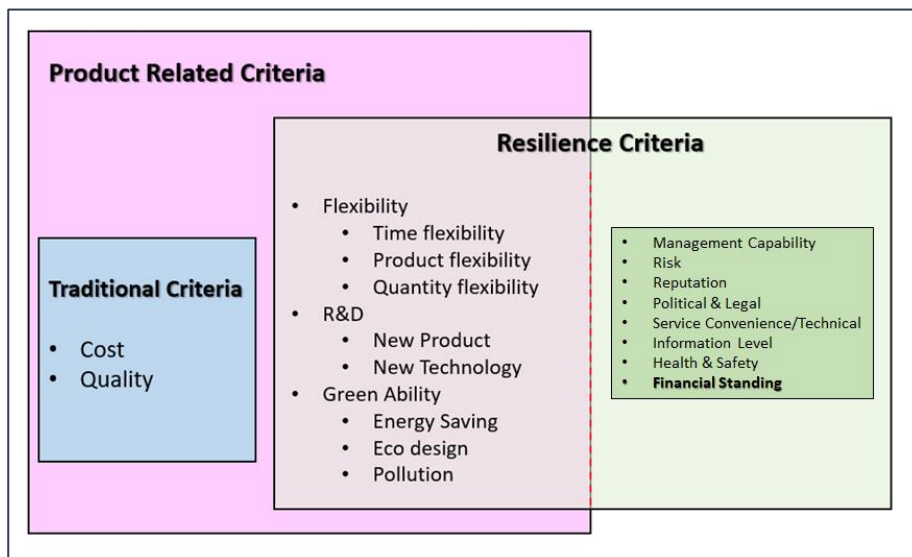 Product Related Criteria
Resilience Criteria
Traditional Criteria
• Cost
• Quality
• Flexibility
• Time flexibility
• Product flexibility
• Quantity flexibility
• R&D
• New Product
• New Technology
• Green Ability
• Energy Saving
• Eco design
• Pollution
• Management Capability
• Risk
• Reputation
• Political & Legal
• Service Convenience/Technical
• Information Level
• Health & Safety
• Financial Standing